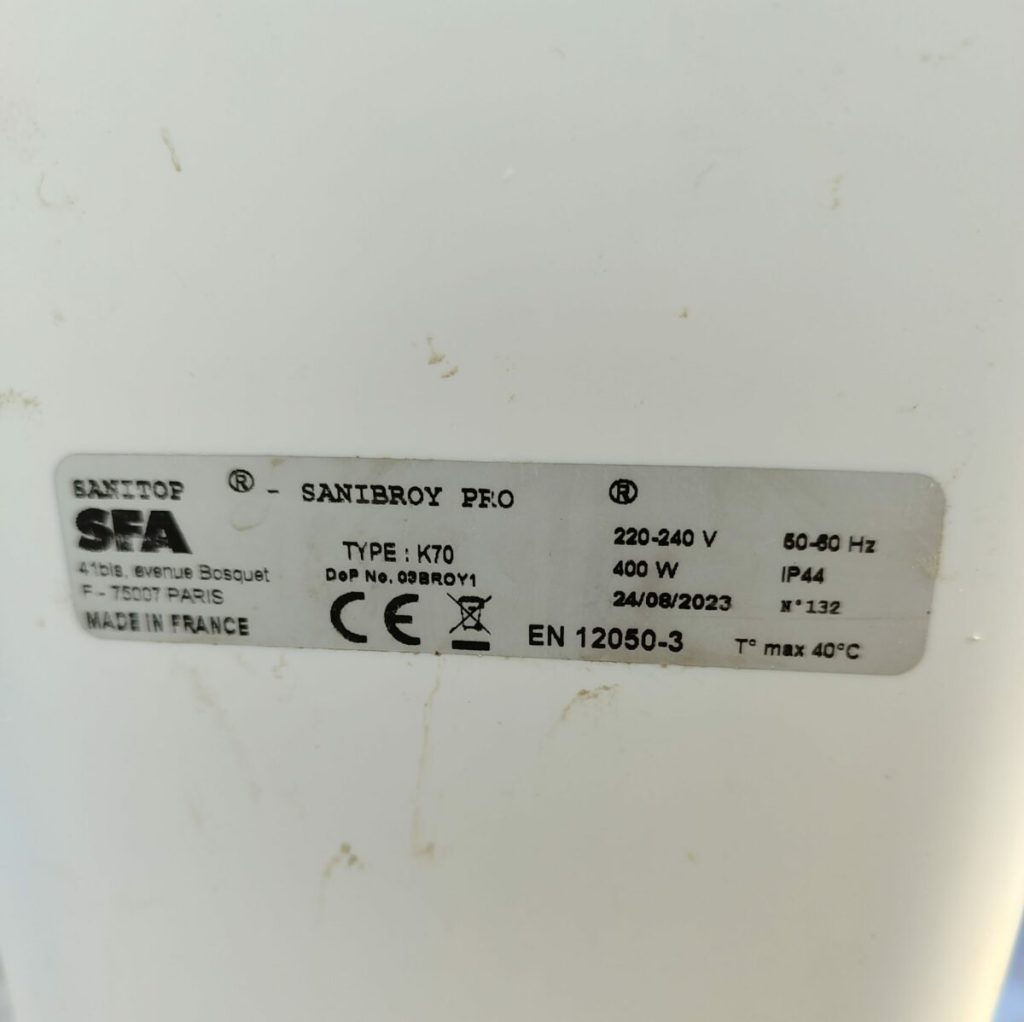 SANITOP ® - SANIBROY PRO ®
SFA
41bis, avenue Bosquet
F - 75007 PARIS
MADE IN FRANCE
TYPE : K70
DoP No. 03BROY1
CE
EN 12050-3
220-240 V 50-60 Hz
400 W IP44
24/08/2023 N°132
T° max 40°C